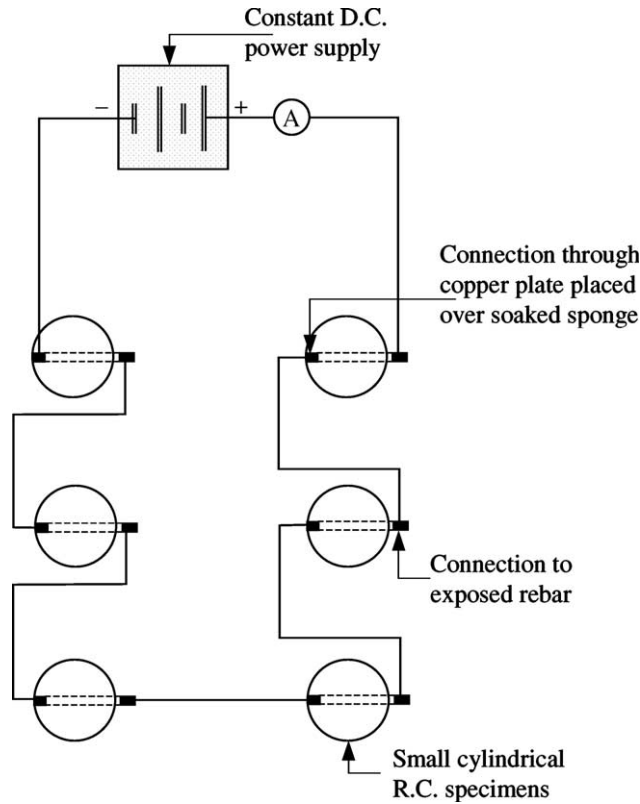 Constant D.C.
power supply
− + A
Connection through
copper plate placed
over soaked sponge
Connection to
exposed rebar
Small cylindrical
R.C. specimens